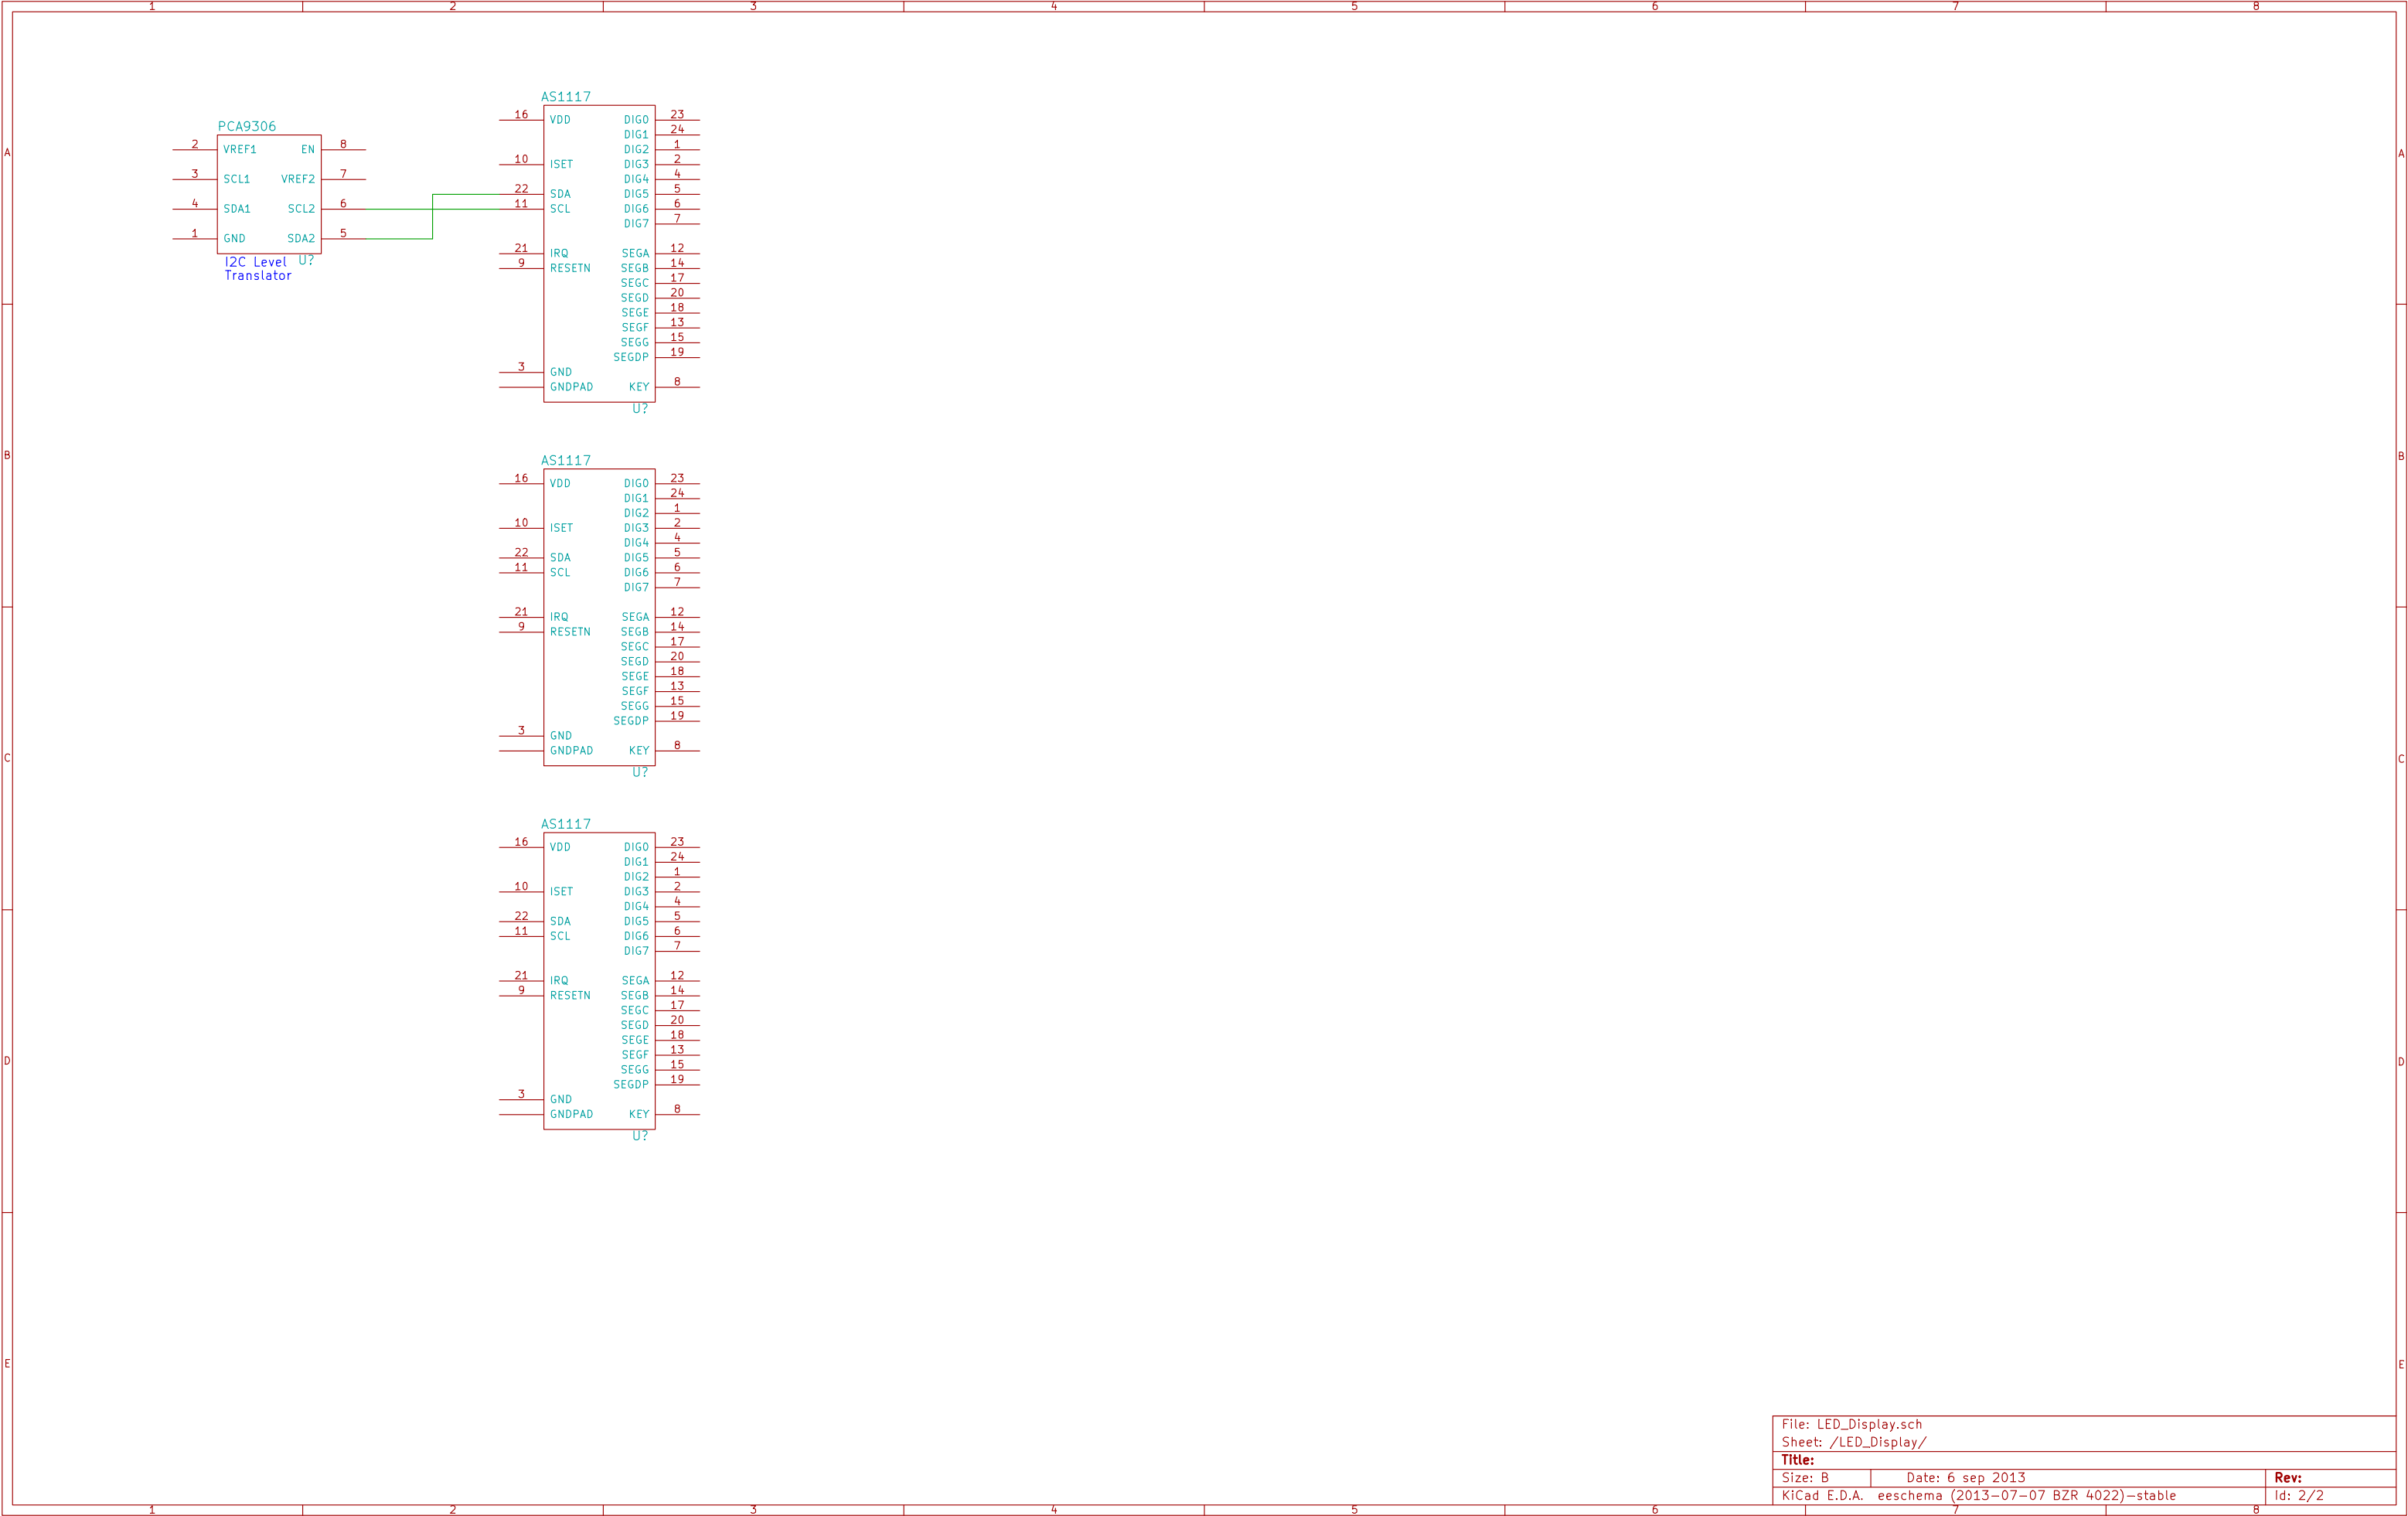 1 2 3 4 5 6 7 8
A A
B B
C C
D D
E E
PCA9306
2 VREF1 EN 8
3 SCL1 VREF2 7
4 SDA1 SCL2 6
1 GND SDA2 5
U?
I2C Level
Translator
AS1117
16 VDD DIG0 23
DIG1 24
DIG2 1
10 ISET DIG3 2
DIG4 4
22 SDA DIG5 5
11 SCL DIG6 6
DIG7 7
21 IRQ SEGA 12
9 RESETN SEGB 14
SEGC 17
SEGD 20
SEGE 18
SEGF 13
SEGG 15
SEGDP 19
3 GND
GNDPAD KEY 8
U?
AS1117
16 VDD DIG0 23
DIG1 24
DIG2 1
10 ISET DIG3 2
DIG4 4
22 SDA DIG5 5
11 SCL DIG6 6
DIG7 7
21 IRQ SEGA 12
9 RESETN SEGB 14
SEGC 17
SEGD 20
SEGE 18
SEGF 13
SEGG 15
SEGDP 19
3 GND
GNDPAD KEY 8
U?
AS1117
16 VDD DIG0 23
DIG1 24
DIG2 1
10 ISET DIG3 2
DIG4 4
22 SDA DIG5 5
11 SCL DIG6 6
DIG7 7
21 IRQ SEGA 12
9 RESETN SEGB 14
SEGC 17
SEGD 20
SEGE 18
SEGF 13
SEGG 15
SEGDP 19
3 GND
GNDPAD KEY 8
U?
File: LED_Display.sch
Sheet: /LED_Display/
Title:
Size: B Date: 6 sep 2013 Rev:
KiCad E.D.A. eeschema (2013-07-07 BZR 4022)-stable Id: 2/2
1 2 3 4 5 6 7 8